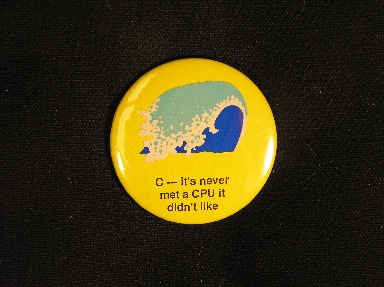 C --- it's never
met a CPU it
didn't like